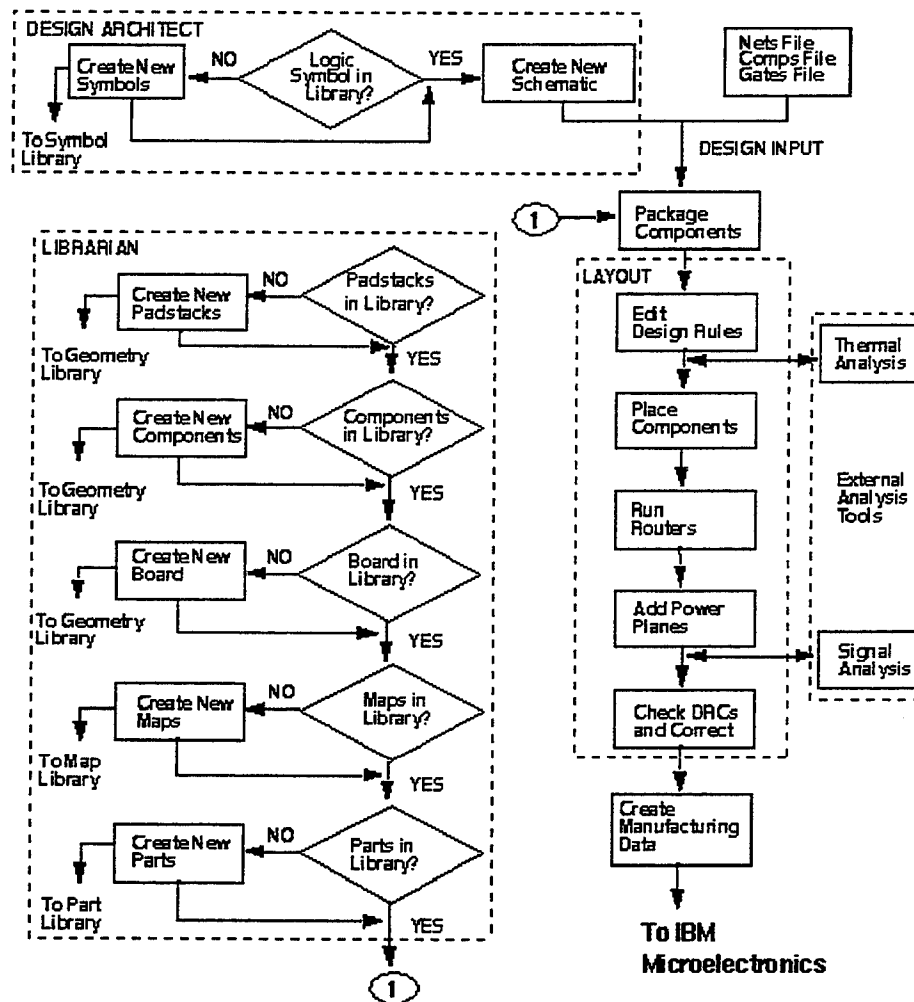 DESIGN ARCHITECT
Create New
Symbols
NO
Logic
Symbol in
Library?
YES
Create New
Schematic
To Symbol
Library
Nets File
Comps File
Gates File
DESIGN INPUT
1
Package
Components
LIBRARIAN
Padstacks
in Library?
NO
Create New
Padstacks
To Geometry
Library
YES
Components
in Library?
NO
Create New
Components
To Geometry
Library
YES
Board in
Library?
NO
Create New
Board
To Geometry
Library
YES
Maps in
Library?
NO
Create New
Maps
To Map
Library
YES
Parts in
Library?
NO
Create New
Parts
To Part
Library
YES
1
LAYOUT
Edit
Design Rules
Thermal
Analysis
Place
Components
External
Analysis
Tools
Run
Routers
Add Power
Planes
Signal
Analysis
Check DRCs
and Correct
Create
Manufacturing
Data
To IBM
Microelectronics